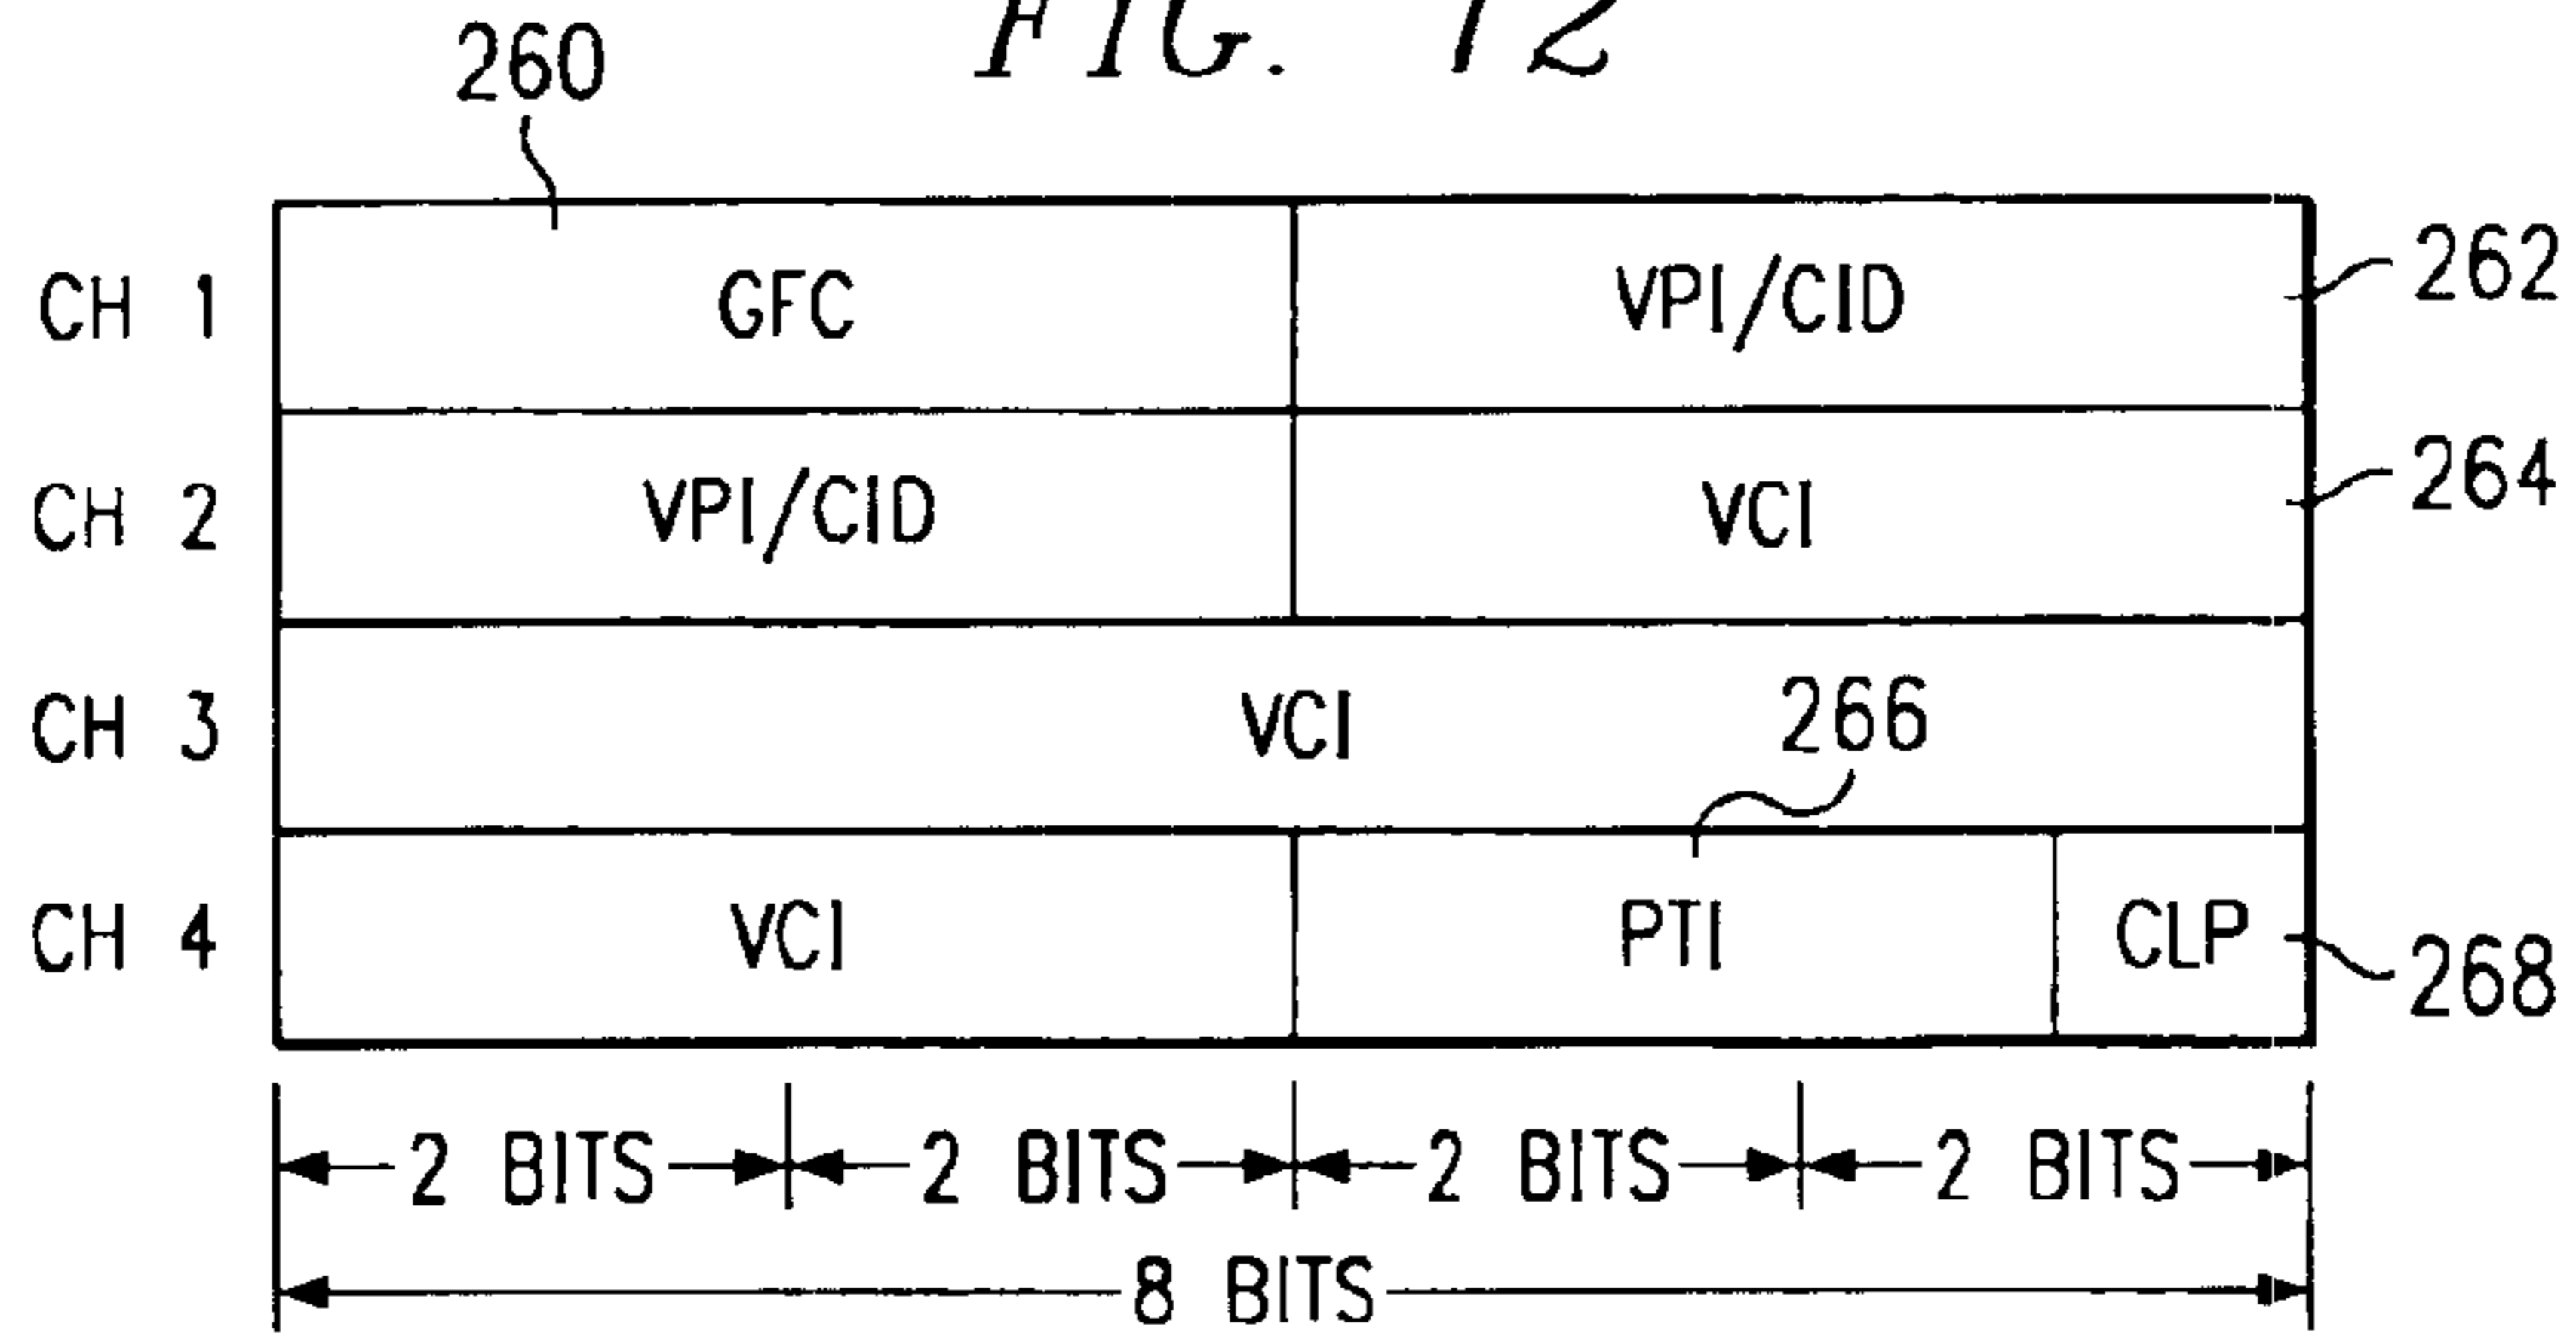 FIG. 12
260
CH 1 GFC VPI/CID 262
CH 2 VPI/CID VCI 264
CH 3 VCI 266
CH 4 VCI PTI CLP 268
2 BITS 2 BITS 2 BITS 2 BITS
8 BITS